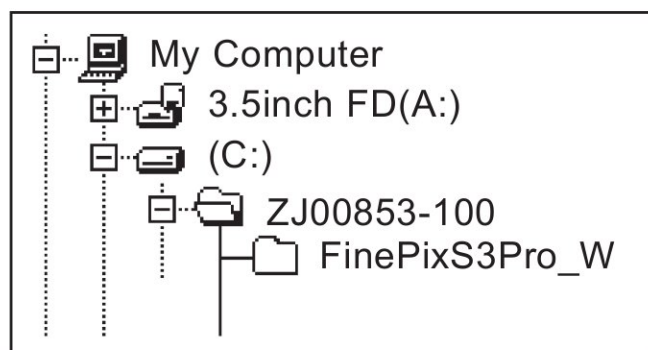 My Computer
3.5inch FD(A:)
(C:)
ZJ00853-100
FinePixS3Pro_W